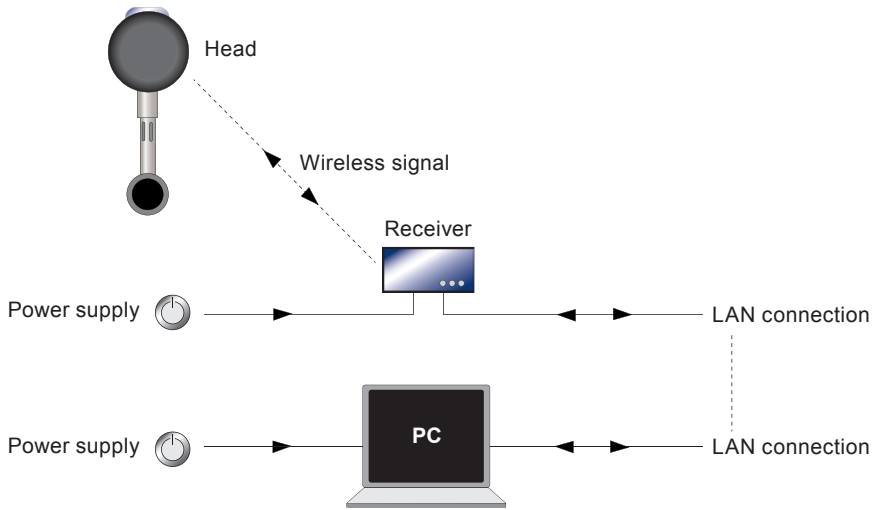 Head
Wireless signal
Receiver
Power supply
LAN connection
Power supply
PC
LAN connection